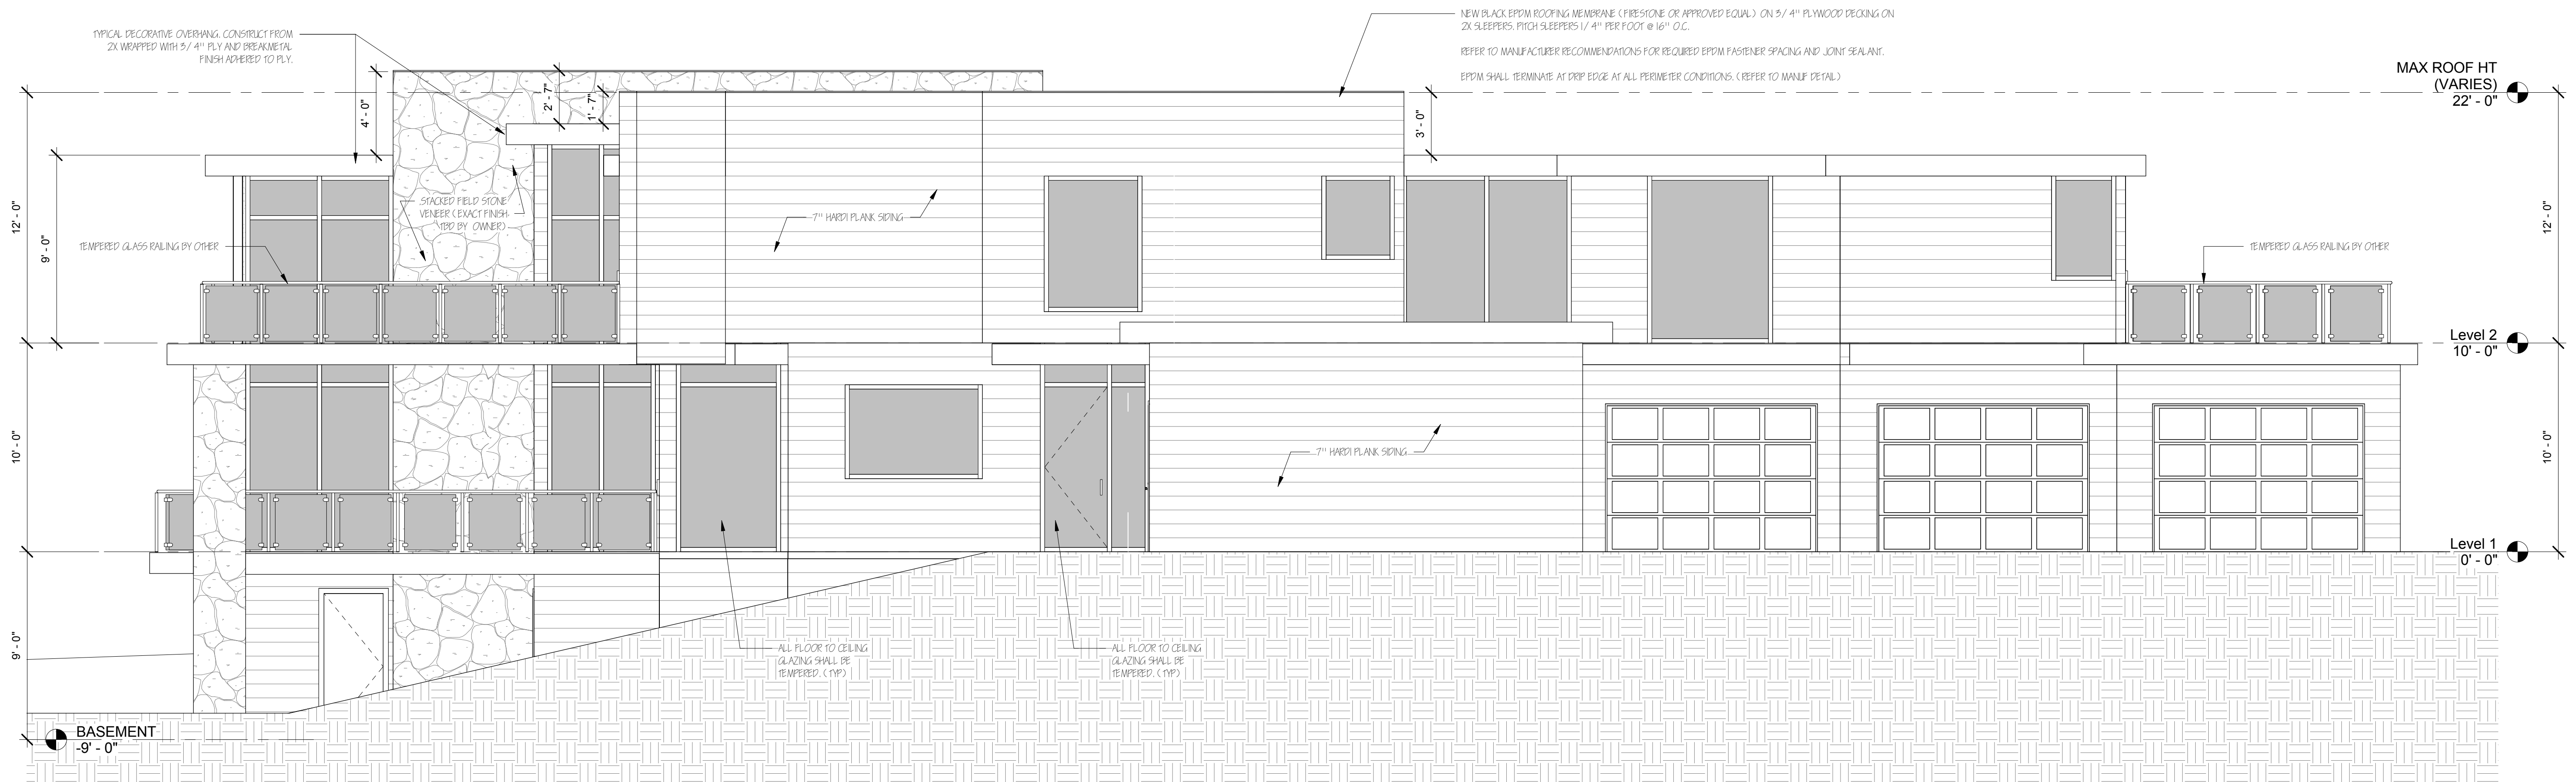 TYPICAL DECORATIVE OVERHANG. CONSTRUCT FROM
2X WRAPPED WITH 3/4" PLY AND BREAKMETAL
FINISH ADHERED TO PLY.
NEW BLACK EPDM ROOFING MEMBRANE (FIRESTONE OR APPROVED EQUAL) ON 3/4" PLYWOOD DECKING ON
2X SLEEPERS. PITCH SLEEPERS 1/4" PER FOOT @ 16" O.C.
REFER TO MANUFACTURER RECOMMENDATIONS FOR REQUIRED EPDM FASTENER SPACING AND JOINT SEALANT.
EPDM SHALL TERMINATE AT DRIP EDGE AT ALL PERIMETER CONDITIONS. (REFER TO MANUF DETAIL)
MAX ROOF HT
(VARIES)
22' - 0"
4' - 0"
2' - 7"
1' - 7"
3' - 0"
12' - 0"
9' - 0"
12' - 0"
STACKED FIELD STONE
VENEER (EXACT FINISH
TBD BY OWNER)
7" HARDI PLANK SIDING
TEMPERED GLASS RAILING BY OTHER
TEMPERED GLASS RAILING BY OTHER
Level 2
10' - 0"
10' - 0"
7" HARDI PLANK SIDING
10' - 0"
Level 1
0' - 0"
9' - 0"
ALL FLOOR TO CEILING
GLAZING SHALL BE
TEMPERED. (TYP)
ALL FLOOR TO CEILING
GLAZING SHALL BE
TEMPERED. (TYP)
BASEMENT
-9' - 0"